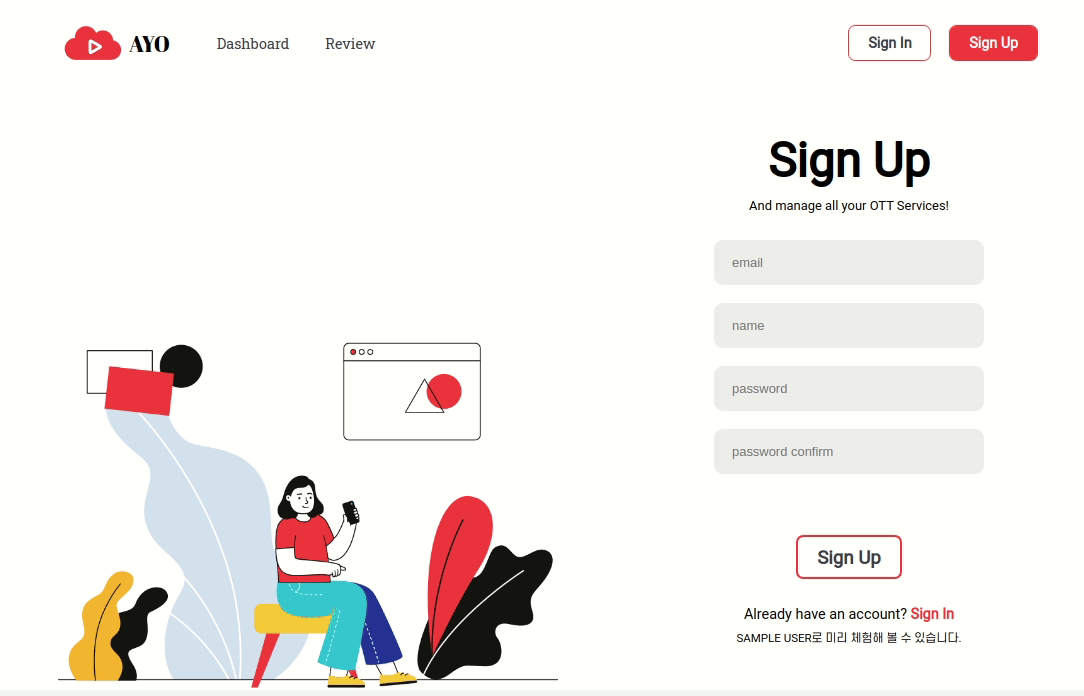 AYO Dashboard Review Sign In Sign Up
Sign Up
And manage all your OTT Services!
email
name
password
password confirm
Sign Up
Already have an account? Sign In
SAMPLE USER로 미리 체험해 볼 수 있습니다.